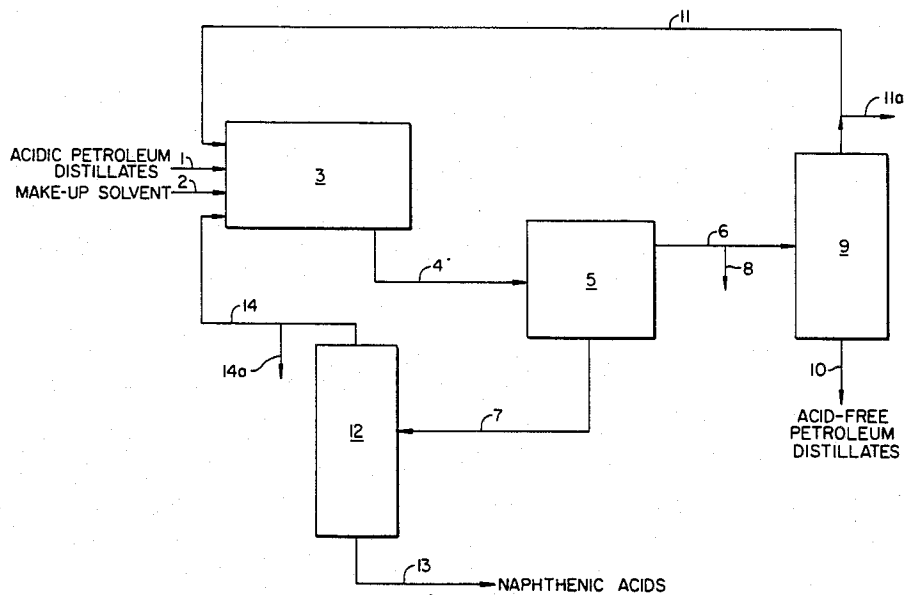 11
11a
ACIDIC PETROLEUM
DISTILLATES
1
MAKE-UP SOLVENT
2
3
4
5
6
8
9
10
ACID-FREE
PETROLEUM
DISTILLATES
14
14a
12
7
13
NAPHTHENIC ACIDS